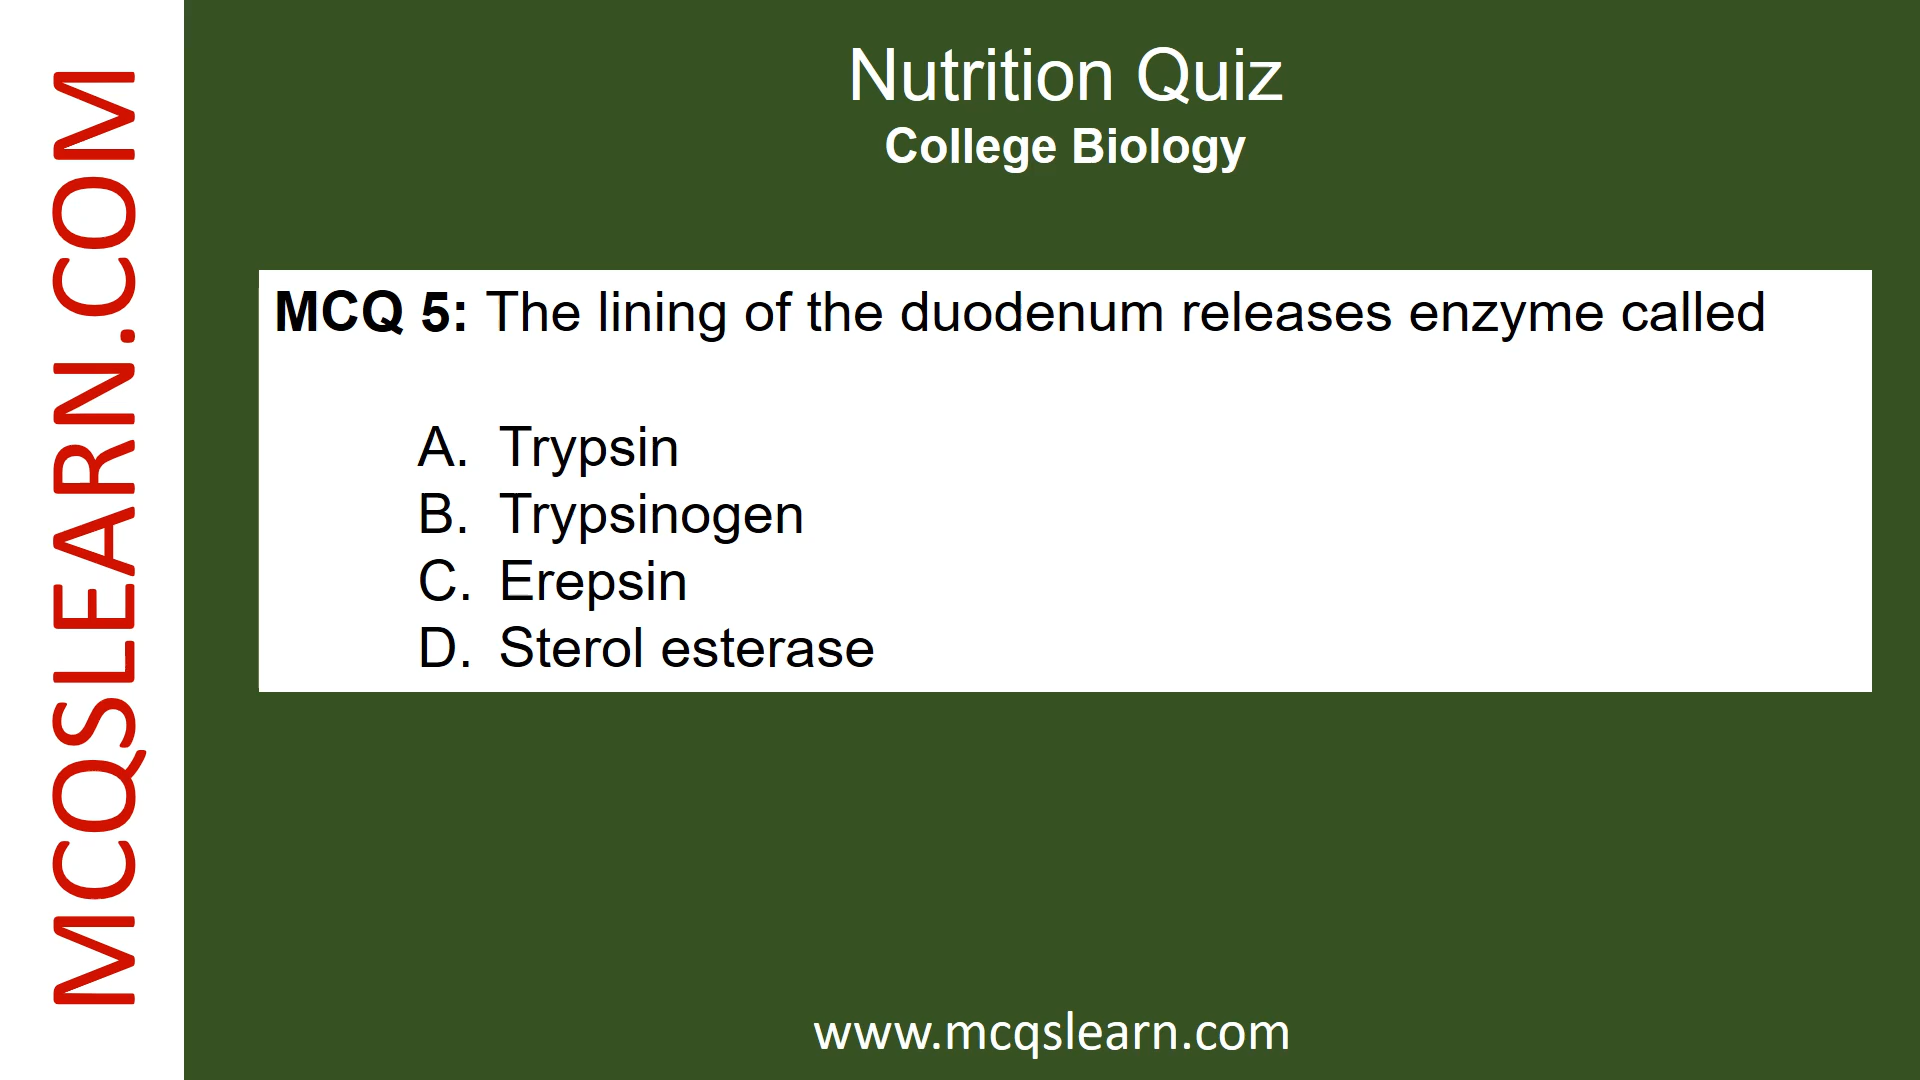 MCQSLEARN.COM
Nutrition Quiz
College Biology
MCQ 5: The lining of the duodenum releases enzyme called
A. Trypsin
B. Trypsinogen
C. Erepsin
D. Sterol esterase
www.mcqslearn.com